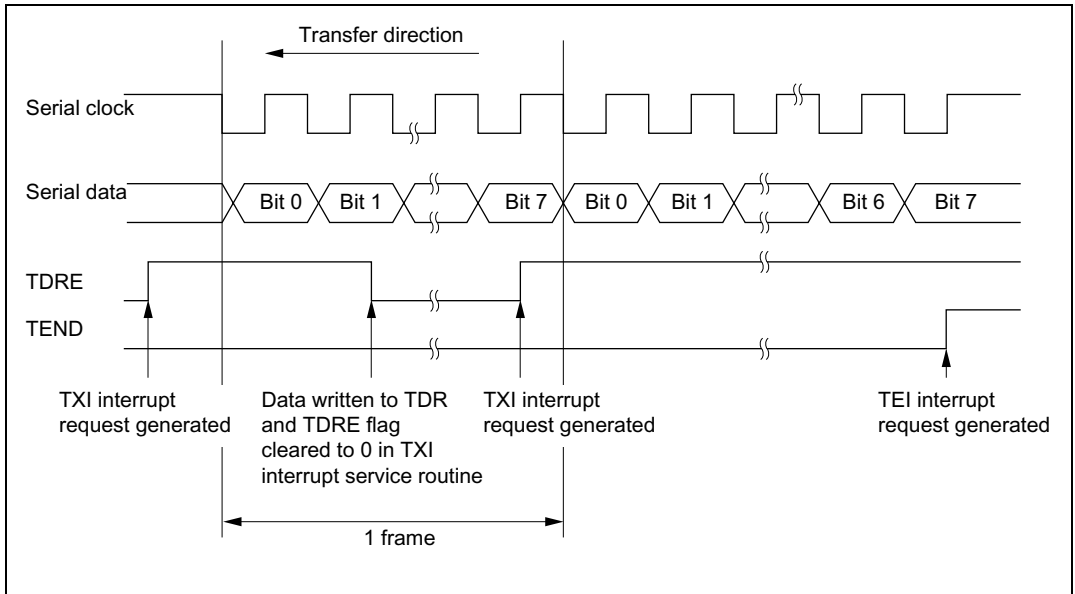 Transfer direction
Serial clock
Serial data
Bit 0 Bit 1 Bit 7 Bit 0 Bit 1 Bit 6 Bit 7
TDRE
TEND
TXI interrupt
request generated
Data written to TDR
and TDRE flag
cleared to 0 in TXI
interrupt service routine
TXI interrupt
request generated
TEI interrupt
request generated
1 frame